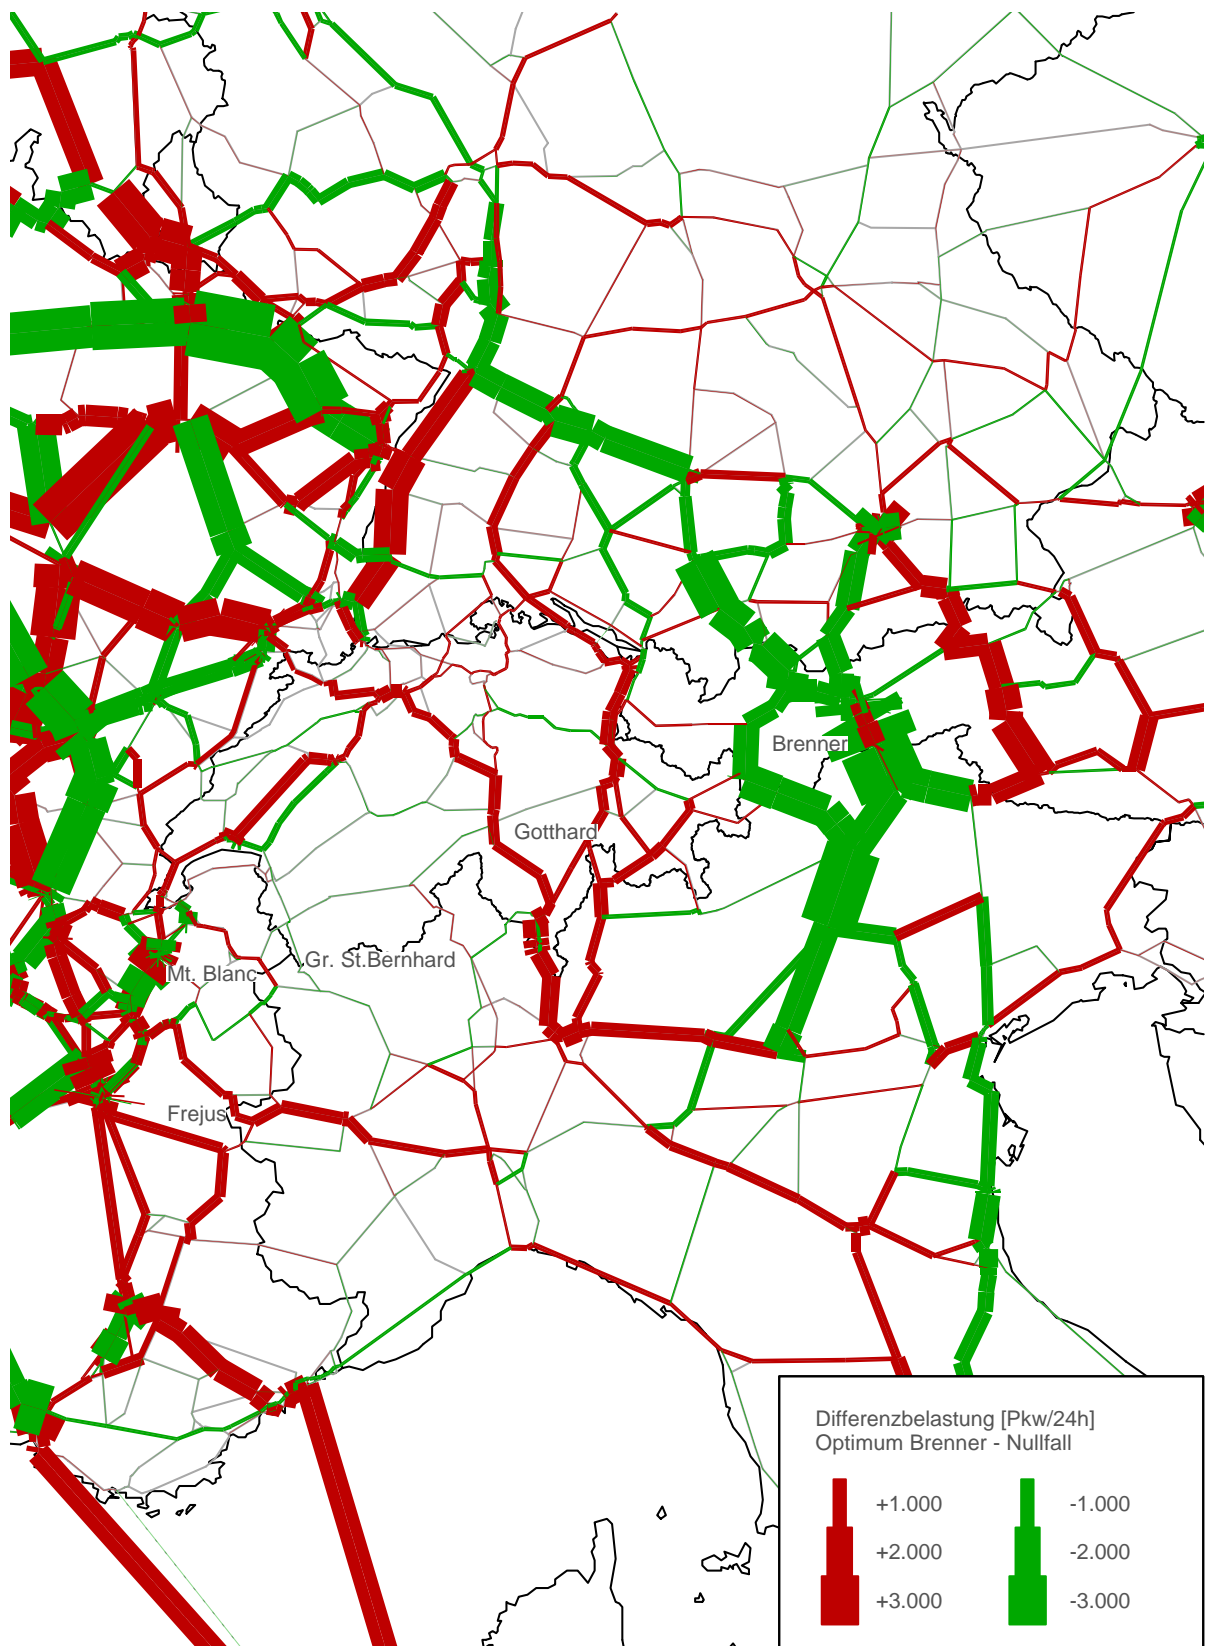 Brenner
Gotthard
Gr. St.Bernhard
Mt. Blanc
Frejus
Differenzbelastung [Pkw/24h]
Optimum Brenner - Nullfall
+1.000 -1.000
+2.000 -2.000
+3.000 -3.000